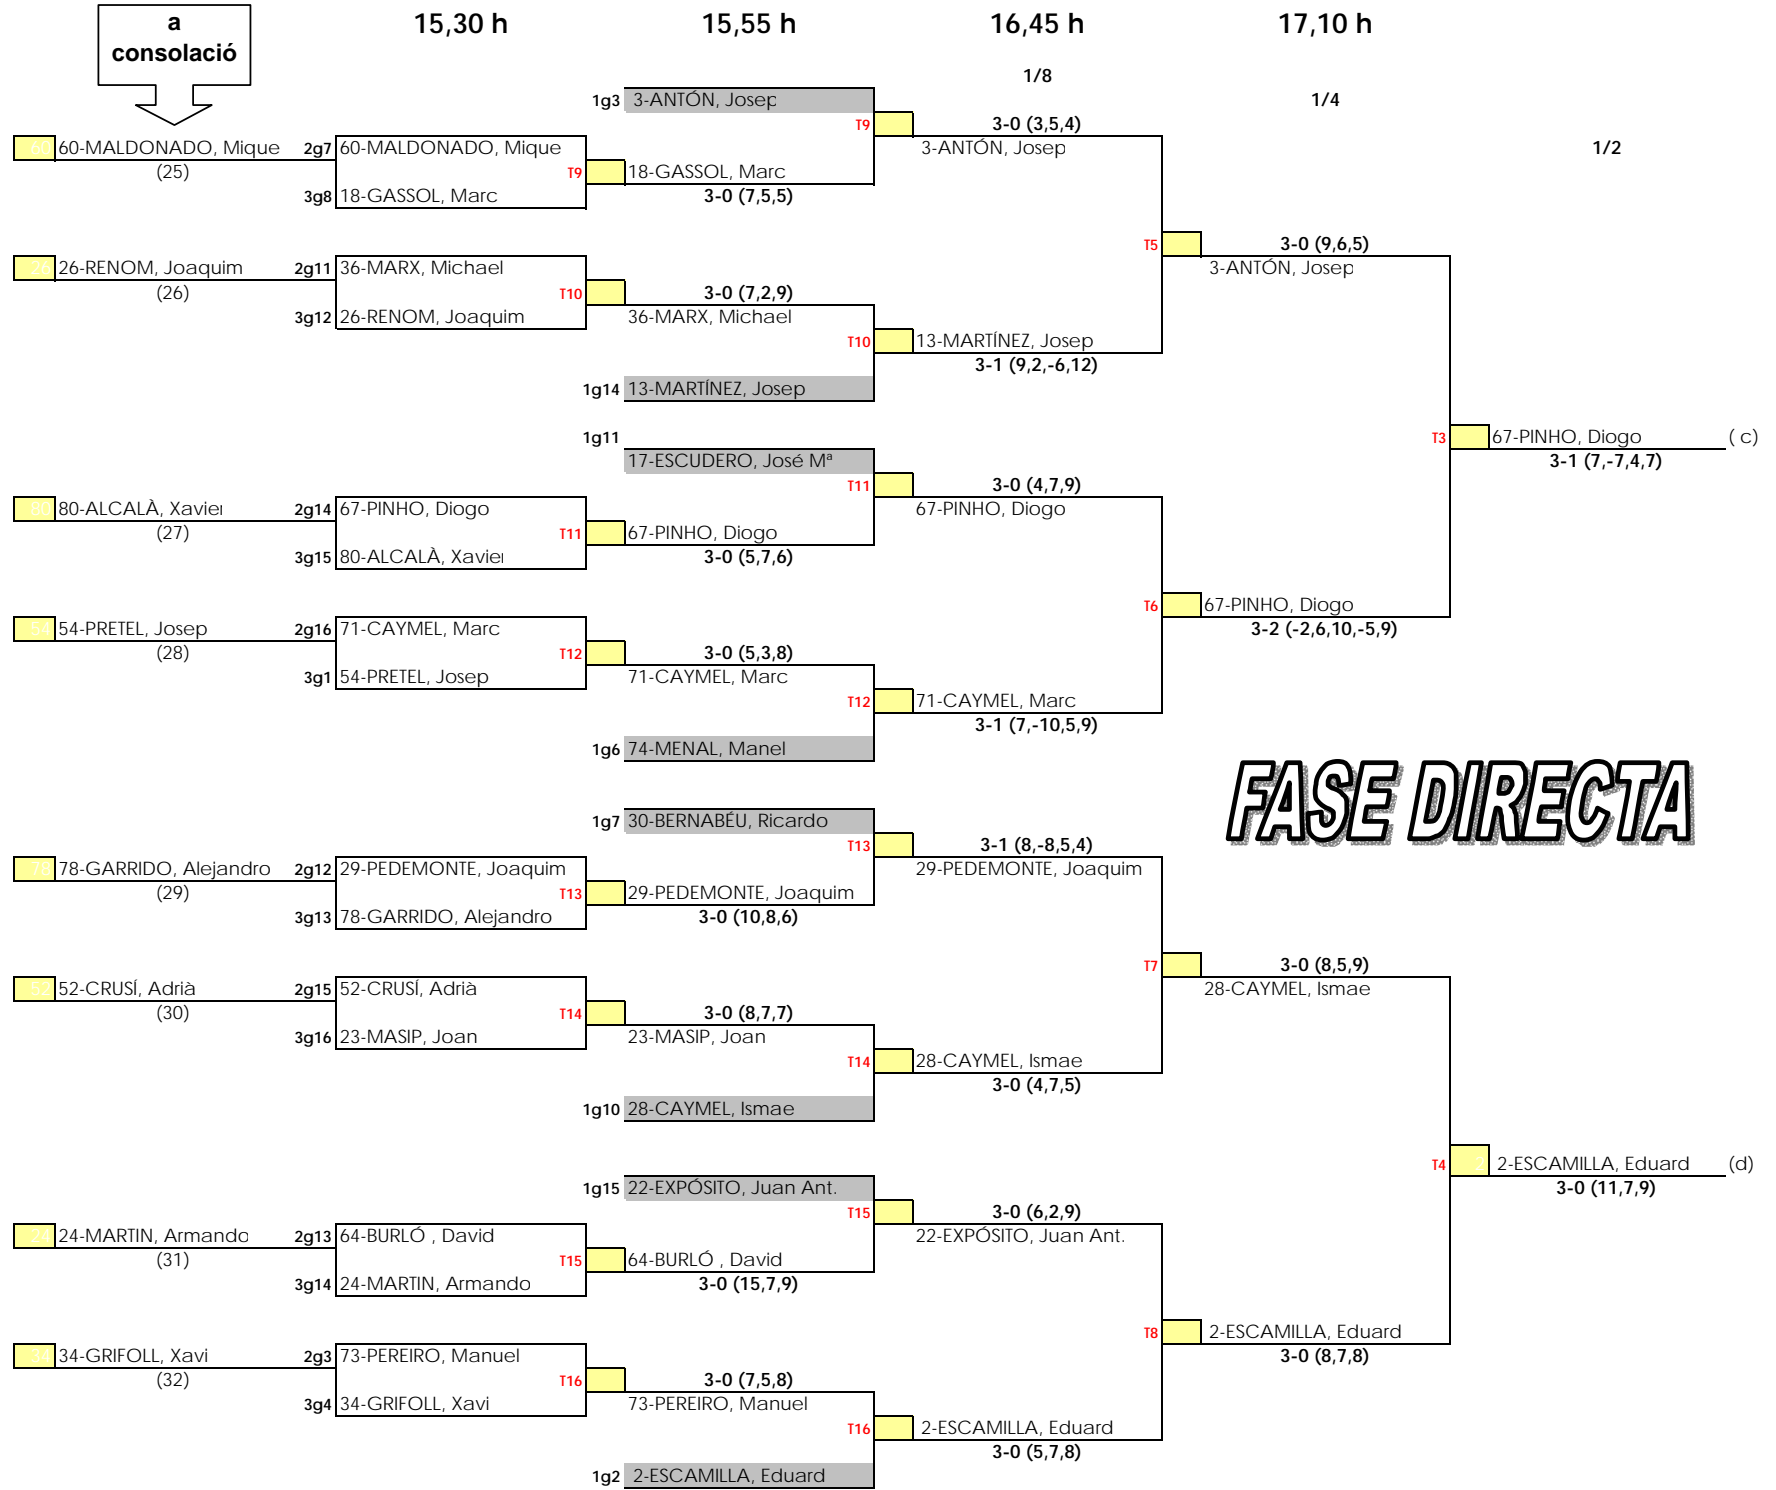 a
consolació
15,30 h
15,55 h
16,45 h
17,10 h
1/8
1g3 3-ANTÓN, Josep
1/4
T9
3-0 (3,5,4)
60 60-MALDONADO, Mique
2g7 60-MALDONADO, Mique
3-ANTÓN, Josep
1/2
(25)
T9
18-GASSOL, Marc
3g8 18-GASSOL, Marc
3-0 (7,5,5)
T5
3-0 (9,6,5)
26 26-RENOM, Joaquim
2g11 36-MARX, Michael
3-ANTÓN, Josep
(26)
T10
3-0 (7,2,9)
3g12 26-RENOM, Joaquim
36-MARX, Michael
T10
13-MARTÍNEZ, Josep
3-1 (9,2,-6,12)
1g14 13-MARTÍNEZ, Josep
1g11
T3
67-PINHO, Diogo
( c)
17-ESCUDERO, José Mª
3-1 (7,-7,4,7)
T11
3-0 (4,7,9)
80 80-ALCALÀ, Xavier
2g14 67-PINHO, Diogo
67-PINHO, Diogo
(27)
T11
67-PINHO, Diogo
3g15 80-ALCALÀ, Xavier
3-0 (5,7,6)
T6
67-PINHO, Diogo
54 54-PRETEL, Josep
2g16 71-CAYMEL, Marc
3-2 (-2,6,10,-5,9)
(28)
T12
3-0 (5,3,8)
3g1 54-PRETEL, Josep
71-CAYMEL, Marc
T12
71-CAYMEL, Marc
3-1 (7,-10,5,9)
1g6 74-MENAL, Manel
FASE DIRECTA
1g7 30-BERNABÉU, Ricardo
T13
3-1 (8,-8,5,4)
78 78-GARRIDO, Alejandro
2g12 29-PEDEMONTE, Joaquim
29-PEDEMONTE, Joaquim
(29)
T13
29-PEDEMONTE, Joaquim
3g13 78-GARRIDO, Alejandro
3-0 (10,8,6)
T7
3-0 (8,5,9)
52 52-CRUSÍ, Adrià
2g15 52-CRUSÍ, Adrià
28-CAYMEL, Ismae
(30)
T14
3-0 (8,7,7)
3g16 23-MASIP, Joan
23-MASIP, Joan
T14
28-CAYMEL, Ismae
3-0 (4,7,5)
1g10 28-CAYMEL, Ismae
T4
2-ESCAMILLA, Eduard
(d)
1g15 22-EXPÓSITO, Juan Ant.
3-0 (11,7,9)
T15
3-0 (6,2,9)
24 24-MARTIN, Armando
2g13 64-BURLÓ , David
22-EXPÓSITO, Juan Ant.
(31)
T15
64-BURLÓ , David
3g14 24-MARTIN, Armando
3-0 (15,7,9)
T8
2-ESCAMILLA, Eduard
34 34-GRIFOLL, Xavi
2g3 73-PEREIRO, Manuel
3-0 (8,7,8)
(32)
T16
3-0 (7,5,8)
3g4 34-GRIFOLL, Xavi
73-PEREIRO, Manuel
T16
2-ESCAMILLA, Eduard
3-0 (5,7,8)
1g2 2-ESCAMILLA, Eduard